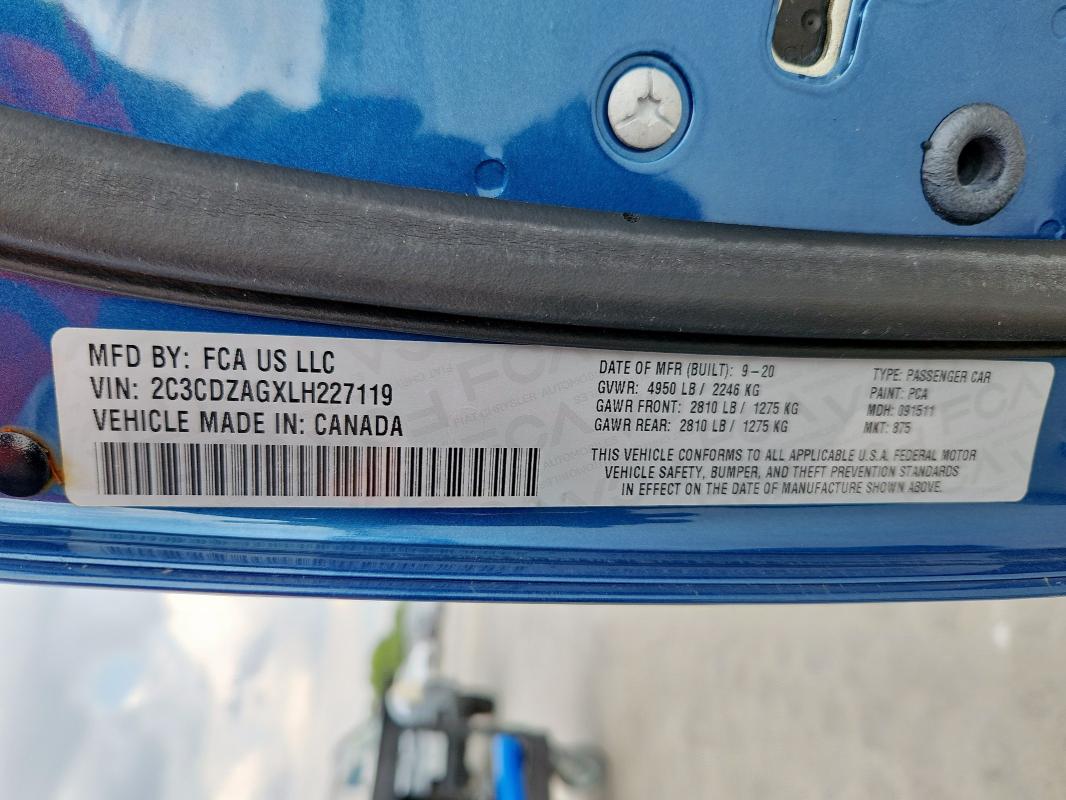 MFD BY: FCA US LLC
VIN: 2C3CDZAGXLH227119
VEHICLE MADE IN: CANADA
DATE OF MFR (BUILT): 9-20
GVWR: 4950 LB / 2246 KG
GAWR FRONT: 2810 LB / 1275 KG
GAWR REAR: 2810 LB / 1275 KG
TYPE: PASSENGER CAR
PAINT: PCA
MDH: 091511
MKT: 875
THIS VEHICLE CONFORMS TO ALL APPLICABLE U.S.A. FEDERAL MOTOR
VEHICLE SAFETY, BUMPER, AND THEFT PREVENTION STANDARDS
IN EFFECT ON THE DATE OF MANUFACTURE SHOWN ABOVE.